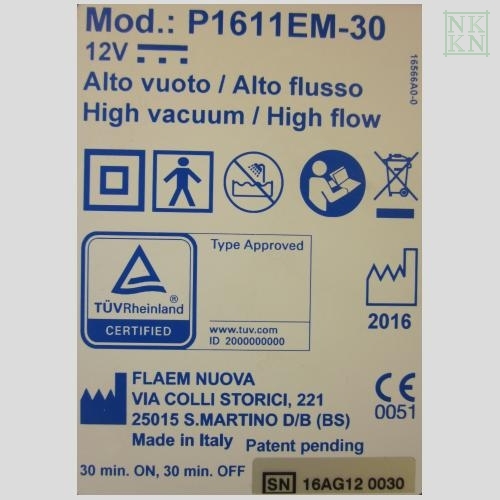 NK
KN
Mod.: P1611EM-30
12V
16566A0-0
Alto vuoto / Alto flusso
High vacuum / High flow
Type Approved
TÜVRheinland
®
CERTIFIED
www.tuv.com
ID 2000000000
2016
FLAEM NUOVA
VIA COLLI STORICI, 221
25015 S.MARTINO D/B (BS)
Made in Italy
Patent pending
CE
0051
30 min. ON, 30 min. OFF
SN 16AG12 0030